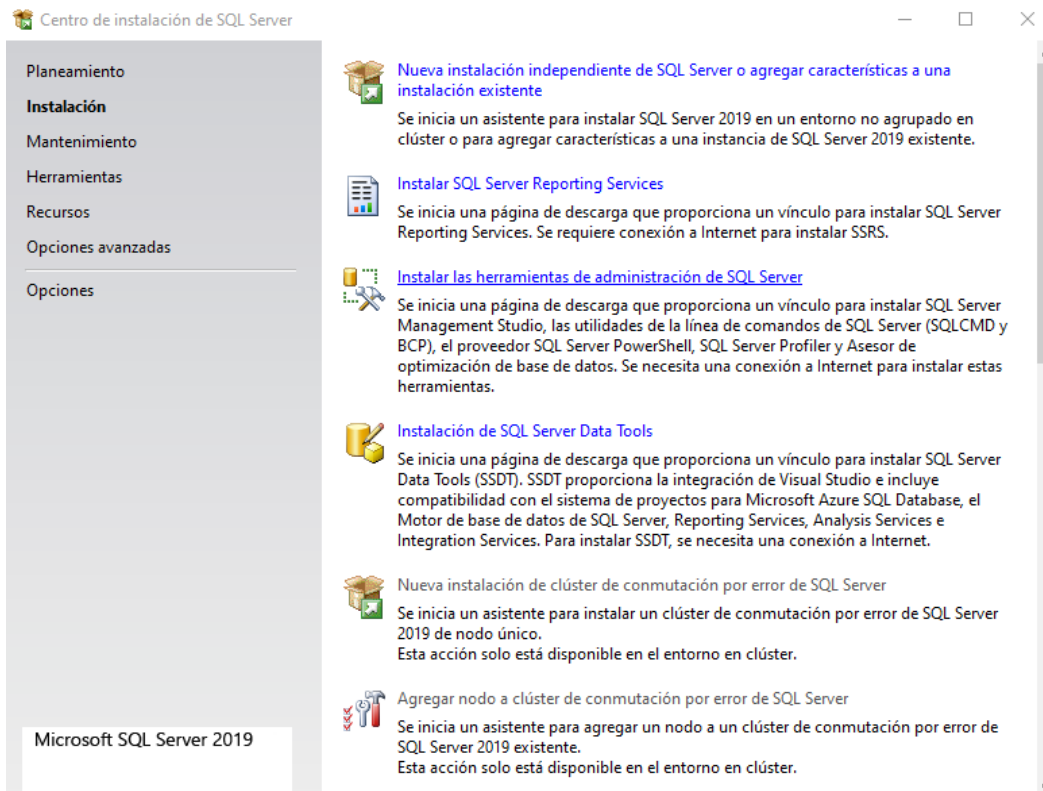 Centro de instalación de SQL Server
Planeamiento
Instalación
Mantenimiento
Herramientas
Recursos
Opciones avanzadas
Opciones
Microsoft SQL Server 2019
Nueva instalación independiente de SQL Server o agregar características a una
instalación existente
Se inicia un asistente para instalar SQL Server 2019 en un entorno no agrupado en
clúster o para agregar características a una instancia de SQL Server 2019 existente.
Instalar SQL Server Reporting Services
Se inicia una página de descarga que proporciona un vínculo para instalar SQL Server
Reporting Services. Se requiere conexión a Internet para instalar SSRS.
Instalar las herramientas de administración de SQL Server
Se inicia una página de descarga que proporciona un vínculo para instalar SQL Server
Management Studio, las utilidades de la línea de comandos de SQL Server (SQLCMD y
BCP), el proveedor SQL Server PowerShell, SQL Server Profiler y Asesor de
optimización de base de datos. Se necesita una conexión a Internet para instalar estas
herramientas.
Instalación de SQL Server Data Tools
Se inicia una página de descarga que proporciona un vínculo para instalar SQL Server
Data Tools (SSDT). SSDT proporciona la integración de Visual Studio e incluye
compatibilidad con el sistema de proyectos para Microsoft Azure SQL Database, el
Motor de base de datos de SQL Server, Reporting Services, Analysis Services e
Integration Services. Para instalar SSDT, se necesita una conexión a Internet.
Nueva instalación de clúster de conmutación por error de SQL Server
Se inicia un asistente para instalar un clúster de conmutación por error de SQL Server
2019 de nodo único.
Esta acción solo está disponible en el entorno en clúster.
Agregar nodo a clúster de conmutación por error de SQL Server
Se inicia un asistente para agregar un nodo a un clúster de conmutación por error de
SQL Server 2019 existente.
Esta acción solo está disponible en el entorno en clúster.